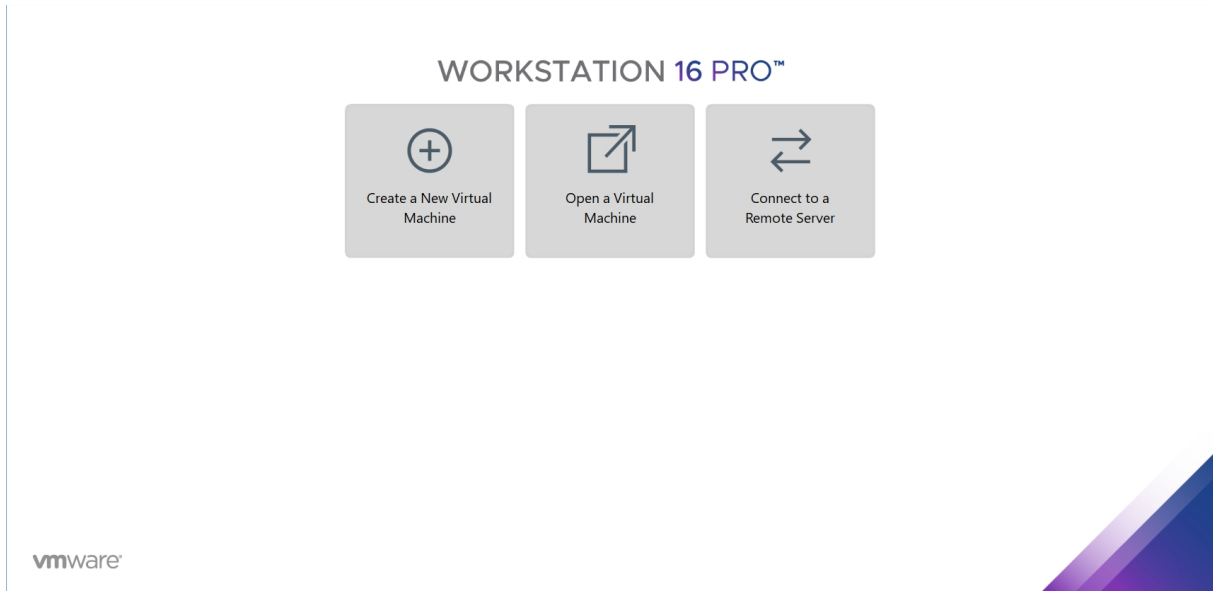 WORKSTATION 16 PRO™
Create a New Virtual
Machine
Open a Virtual
Machine
Connect to a
Remote Server
vmware®